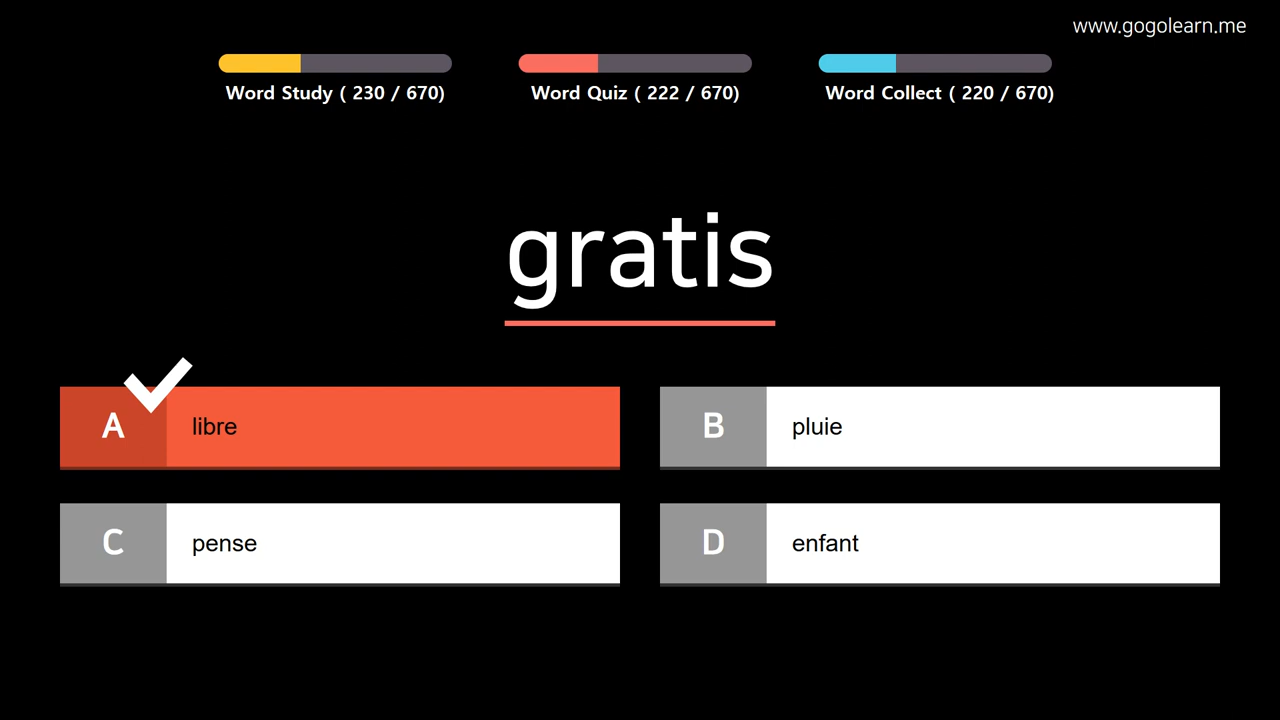 www.gogolearn.me
Word Study ( 230 / 670)
Word Quiz ( 222 / 670)
Word Collect ( 220 / 670)
gratis
A libre
B pluie
C pense
D enfant